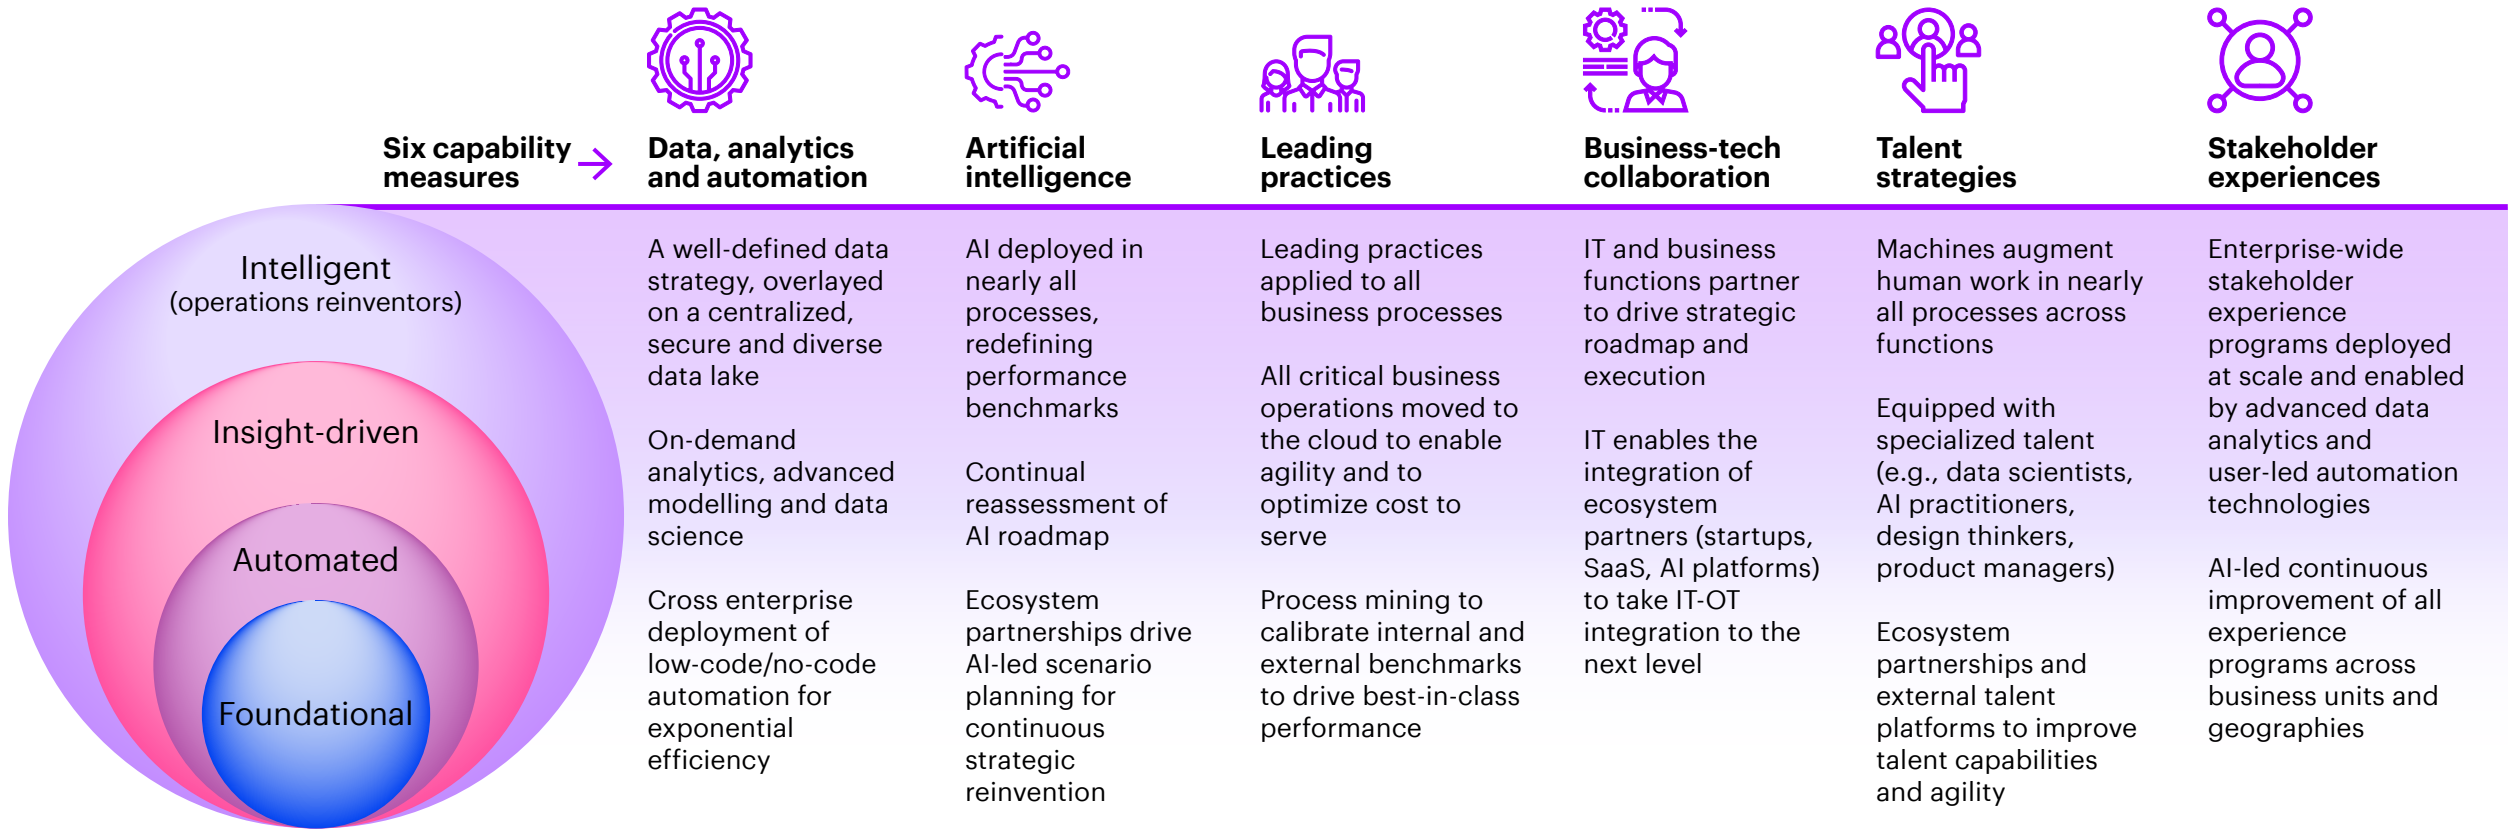 Six capability
measures
Data, analytics
and automation
Artificial
intelligence
Leading
practices
Business-tech
collaboration
Talent
strategies
Stakeholder
experiences
Intelligent
(operations reinventors)
Insight-driven
Automated
Foundational
A well-defined data
strategy, overlayed
on a centralized,
secure and diverse
data lake
On-demand
analytics, advanced
modelling and data
science
Cross enterprise
deployment of
low-code/no-code
automation for
exponential
efficiency
AI deployed in
nearly all
processes,
redefining
performance
benchmarks
Continual
reassessment of
AI roadmap
Ecosystem
partnerships drive
AI-led scenario
planning for
continuous
strategic
reinvention
Leading practices
applied to all
business processes
All critical business
operations moved to
the cloud to enable
agility and to
optimize cost to
serve
Process mining to
calibrate internal and
external benchmarks
to drive best-in-class
performance
IT and business
functions partner
to drive strategic
roadmap and
execution
IT enables the
integration of
ecosystem
partners (startups,
SaaS, AI platforms)
to take IT-OT
integration to the
next level
Machines augment
human work in nearly
all processes across
functions
Equipped with
specialized talent
(e.g., data scientists,
AI practitioners,
design thinkers,
product managers)
Ecosystem
partnerships and
external talent
platforms to improve
talent capabilities
and agility
Enterprise-wide
stakeholder
experience
programs deployed
at scale and enabled
by advanced data
analytics and
user-led automation
technologies
AI-led continuous
improvement of all
experience
programs across
business units and
geographies